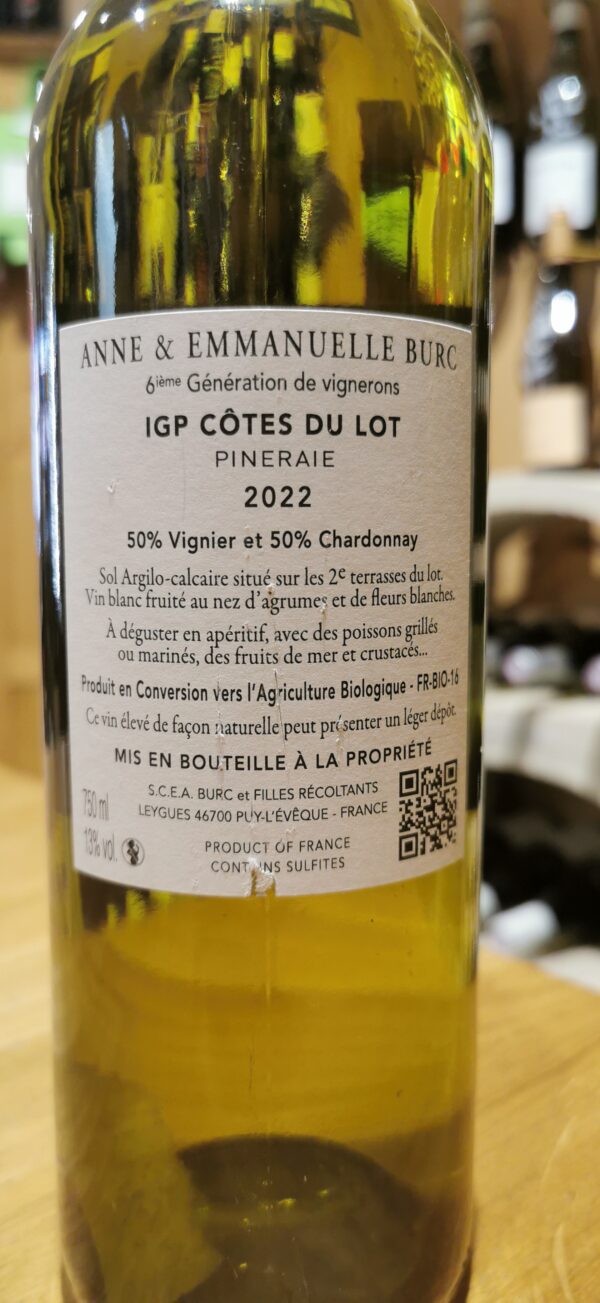 ANNE & EMMANUELLE BURC
6ième Génération de vignerons
IGP CÔTES DU LOT
PINERAIE
2022
50% Vignier et 50% Chardonnay
Sol Argilo-calcaire situé sur les 2e terrasses du lot.
Vin blanc fruité au nez d'agrumes et de fleurs blanches.
À déguster en apéritif, avec des poissons grillés
ou marinés, des fruits de mer et crustacés...
Produit en Conversion vers l'Agriculture Biologique - FR-BIO-16
Ce vin élevé de façon naturelle peut présenter un léger dépôt.
MIS EN BOUTEILLE À LA PROPRIÉTÉ
S.C.E.A. BURC et FILLES RÉCOLTANTS
LEYGUES 46700 PUY-L'ÉVÊQUE - FRANCE
750 ml
13% vol.
PRODUCT OF FRANCE
CONTAINS SULFITES